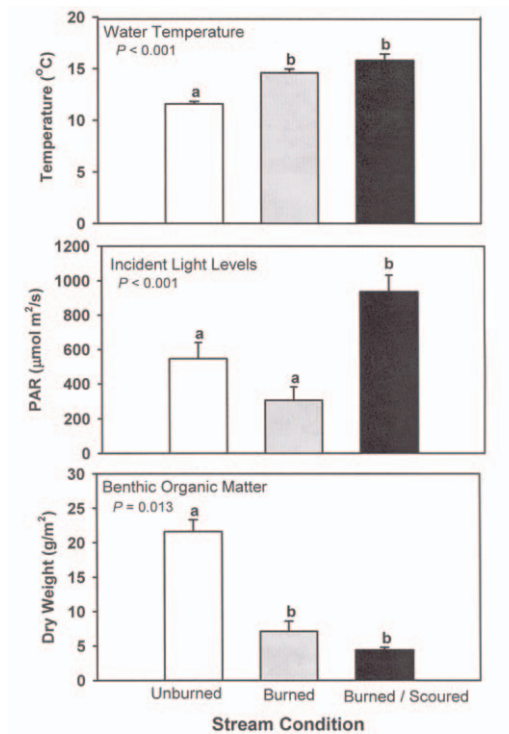 Water Temperature
P < 0.001
Temperature (°C)
20
15
10
5
0
a
b
b
Incident Light Levels
P < 0.001
PAR (μmol m²/s)
1200
1000
800
600
400
200
0
a
a
b
Benthic Organic Matter
P = 0.013
Dry Weight (g/m²)
30
25
20
15
10
5
0
a
b
b
Unburned
Burned
Burned / Scoured
Stream Condition